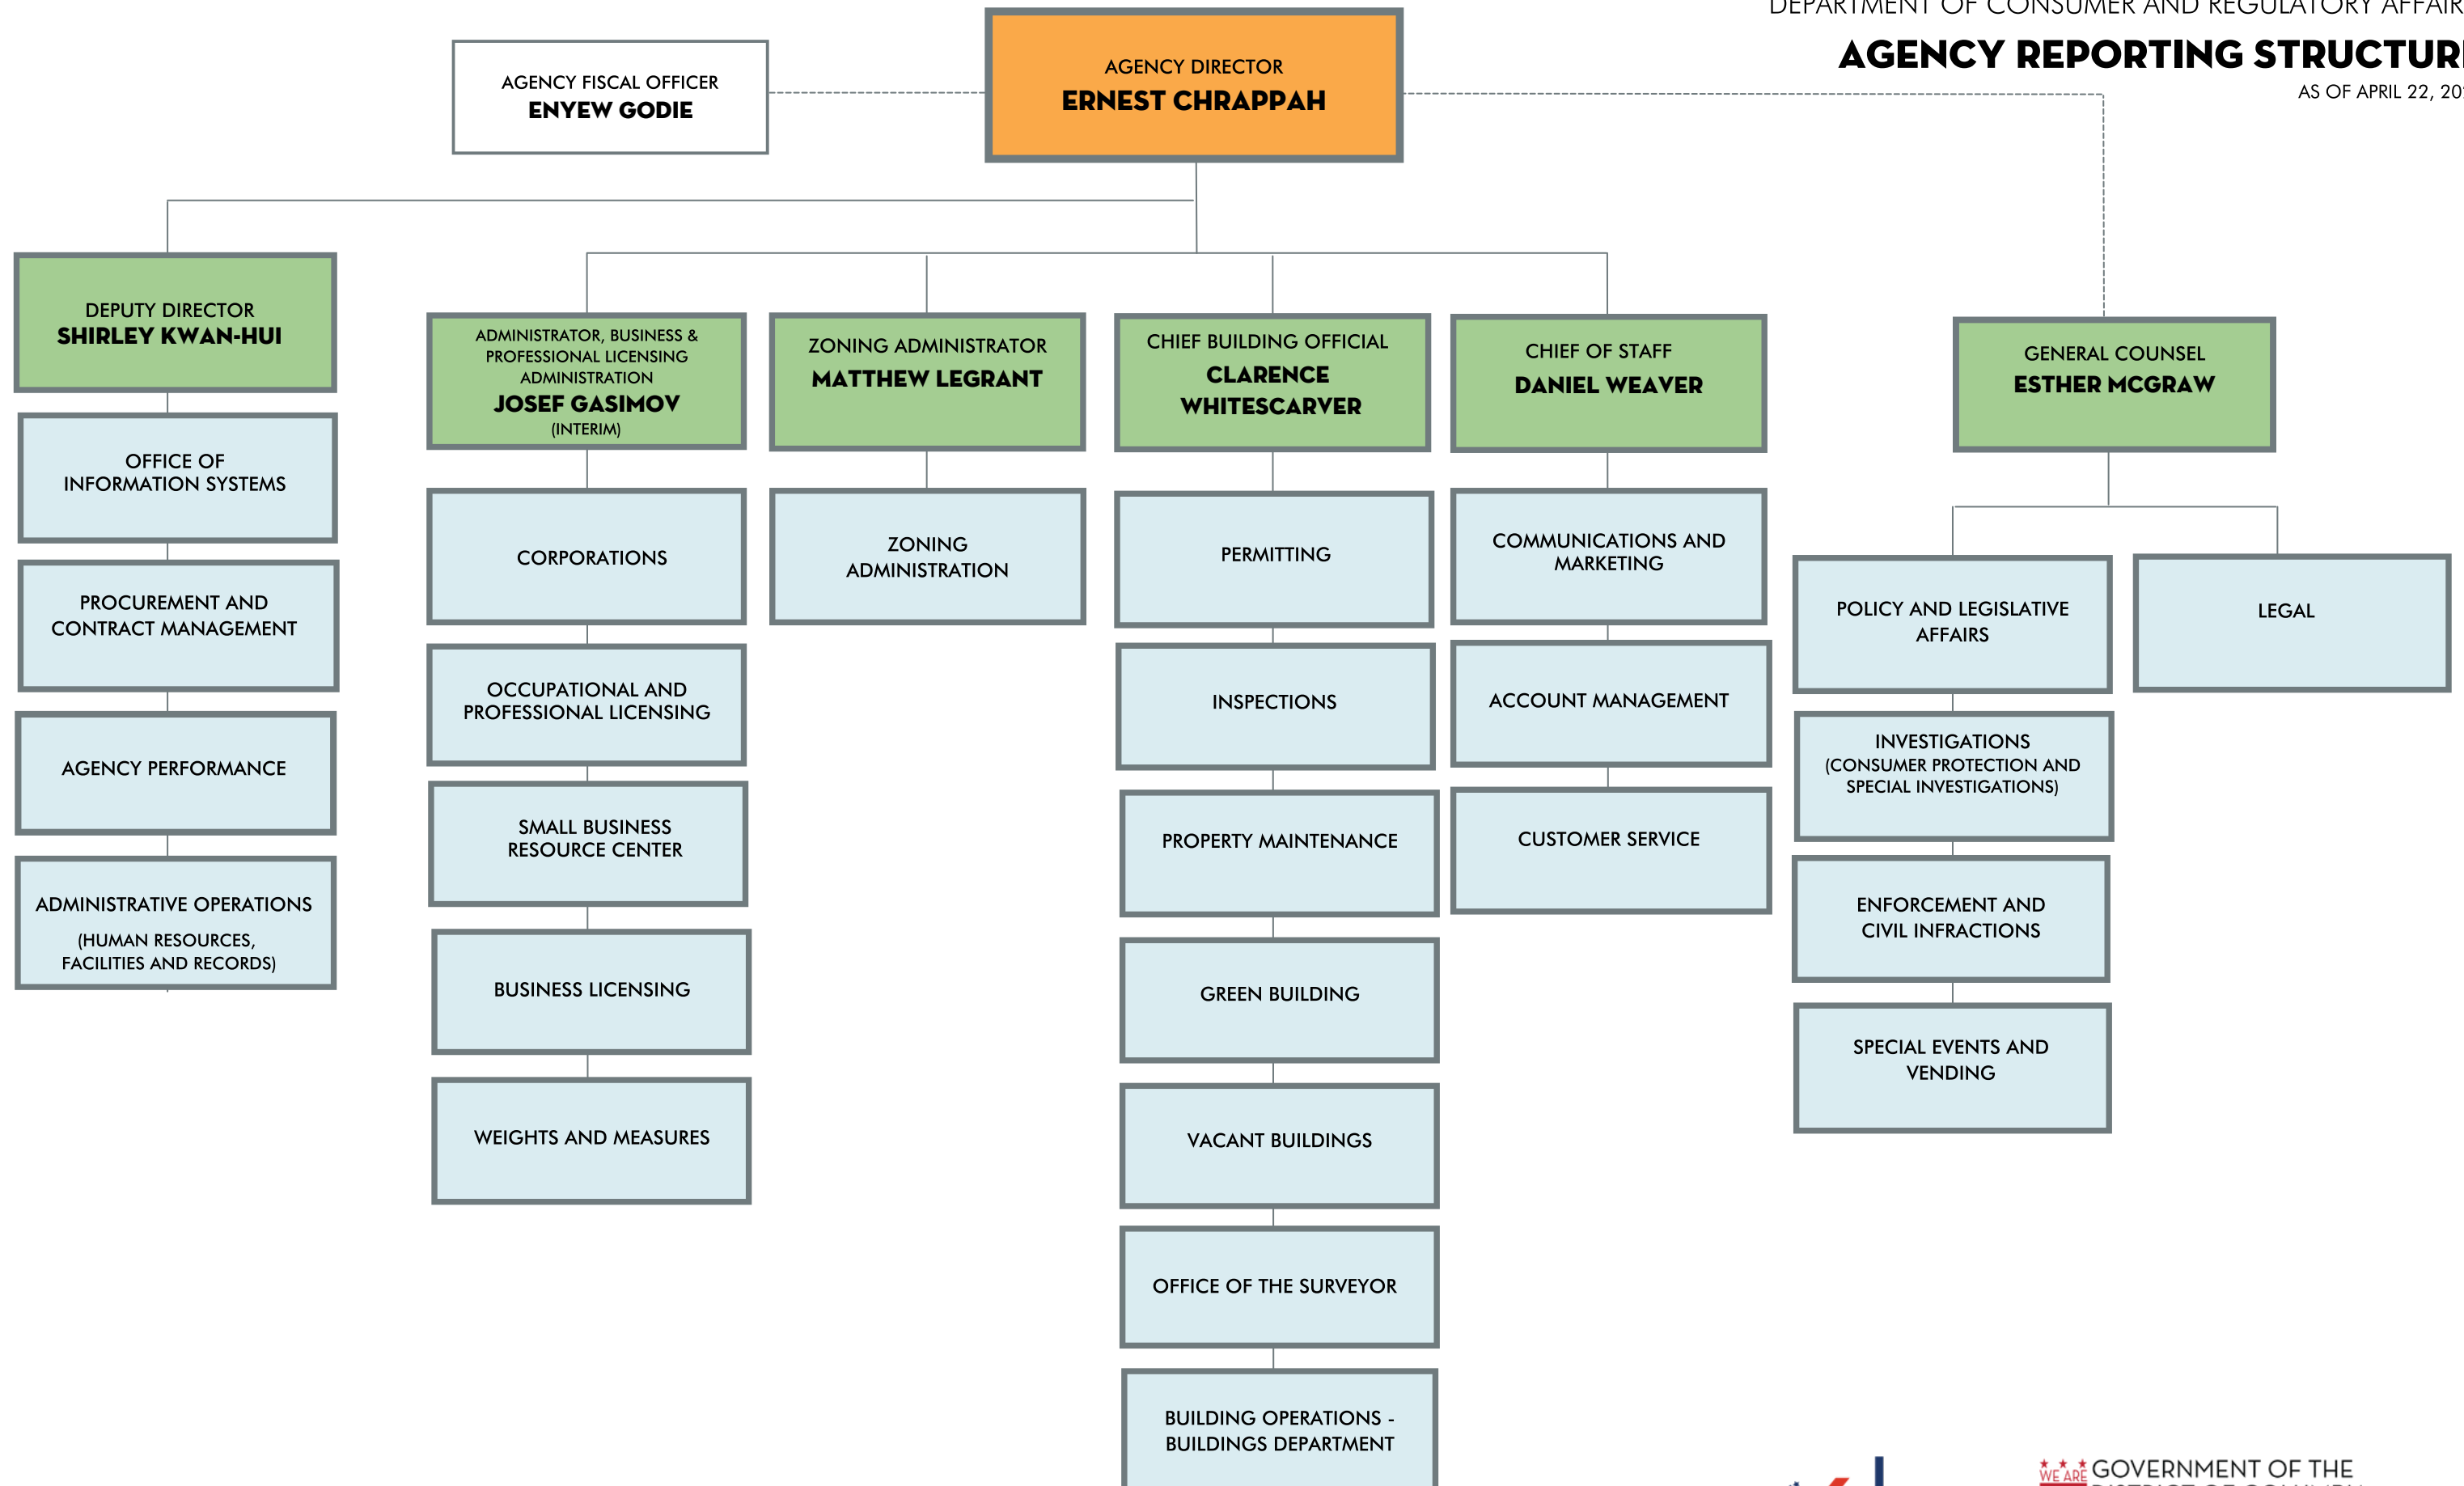 DEPARTMENT OF CONSUMER AND REGULATORY AFFAIR
AGENCY REPORTING STRUCTUR
AS OF APRIL 22, 20
AGENCY FISCAL OFFICER
ENYEW GODIE
AGENCY DIRECTOR
ERNEST CHRAPPAH
DEPUTY DIRECTOR
SHIRLEY KWAN-HUI
OFFICE OF
INFORMATION SYSTEMS
PROCUREMENT AND
CONTRACT MANAGEMENT
AGENCY PERFORMANCE
ADMINISTRATIVE OPERATIONS
(HUMAN RESOURCES,
FACILITIES AND RECORDS)
ADMINISTRATOR, BUSINESS &
PROFESSIONAL LICENSING
ADMINISTRATION
JOSEF GASIMOV
(INTERIM)
CORPORATIONS
OCCUPATIONAL AND
PROFESSIONAL LICENSING
SMALL BUSINESS
RESOURCE CENTER
BUSINESS LICENSING
WEIGHTS AND MEASURES
ZONING ADMINISTRATOR
MATTHEW LEGRANT
ZONING
ADMINISTRATION
CHIEF BUILDING OFFICIAL
CLARENCE
WHITESCARVER
PERMITTING
INSPECTIONS
PROPERTY MAINTENANCE
GREEN BUILDING
VACANT BUILDINGS
OFFICE OF THE SURVEYOR
BUILDING OPERATIONS -
BUILDINGS DEPARTMENT
CHIEF OF STAFF
DANIEL WEAVER
COMMUNICATIONS AND
MARKETING
ACCOUNT MANAGEMENT
CUSTOMER SERVICE
GENERAL COUNSEL
ESTHER MCGRAW
POLICY AND LEGISLATIVE
AFFAIRS
INVESTIGATIONS
(CONSUMER PROTECTION AND
SPECIAL INVESTIGATIONS)
ENFORCEMENT AND
CIVIL INFRACTIONS
SPECIAL EVENTS AND
VENDING
LEGAL
WE ARE
GOVERNMENT OF THE